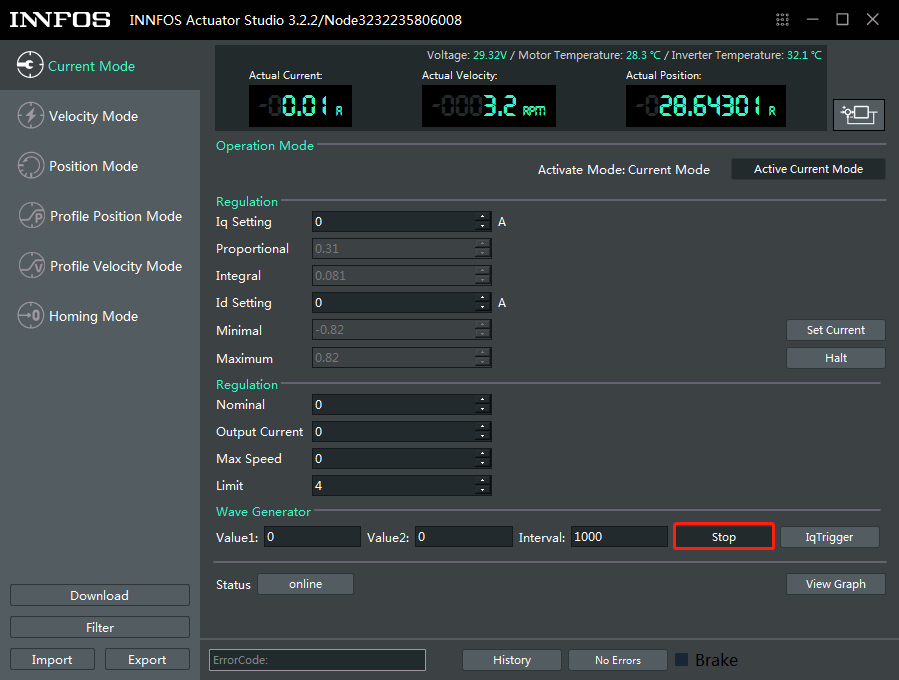 INNFOS INNFOS Actuator Studio 3.2.2/Node3232235806008
Current Mode
Velocity Mode
Position Mode
Profile Position Mode
Profile Velocity Mode
Homing Mode
Download
Filter
Import Export
Voltage: 29.32V / Motor Temperature: 28.3 ℃ / Inverter Temperature: 32.1 ℃
Actual Current: Actual Velocity: Actual Position:
0.01 A 3.2 RPM 28.64301 R
Operation Mode
Activate Mode: Current Mode Active Current Mode
Regulation
Iq Setting 0 A
Proportional 0.31
Integral 0.081
Id Setting 0 A
Minimal -0.82 Set Current
Maximum 0.82 Halt
Regulation
Nominal 0
Output Current 0
Max Speed 0
Limit 4
Wave Generator
Value1: 0 Value2: 0 Interval: 1000 Stop IqTrigger
Status online View Graph
ErrorCode: History No Errors Brake